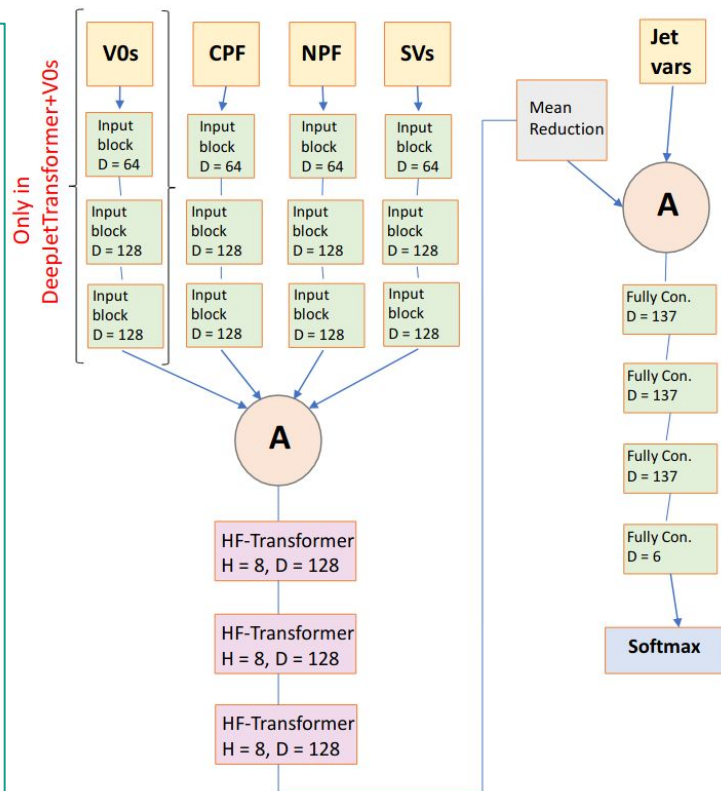 Only in
DeepJetTransformer+V0s
V0s
CPF
NPF
SVs
Input
block
D = 64
Input
block
D = 64
Input
block
D = 64
Input
block
D = 64
Input
block
D = 128
Input
block
D = 128
Input
block
D = 128
Input
block
D = 128
Input
block
D = 128
Input
block
D = 128
Input
block
D = 128
Input
block
D = 128
A
HF-Transformer
H = 8, D = 128
HF-Transformer
H = 8, D = 128
HF-Transformer
H = 8, D = 128
Mean
Reduction
Jet
vars
A
Fully Con.
D = 137
Fully Con.
D = 137
Fully Con.
D = 137
Fully Con.
D = 6
Softmax